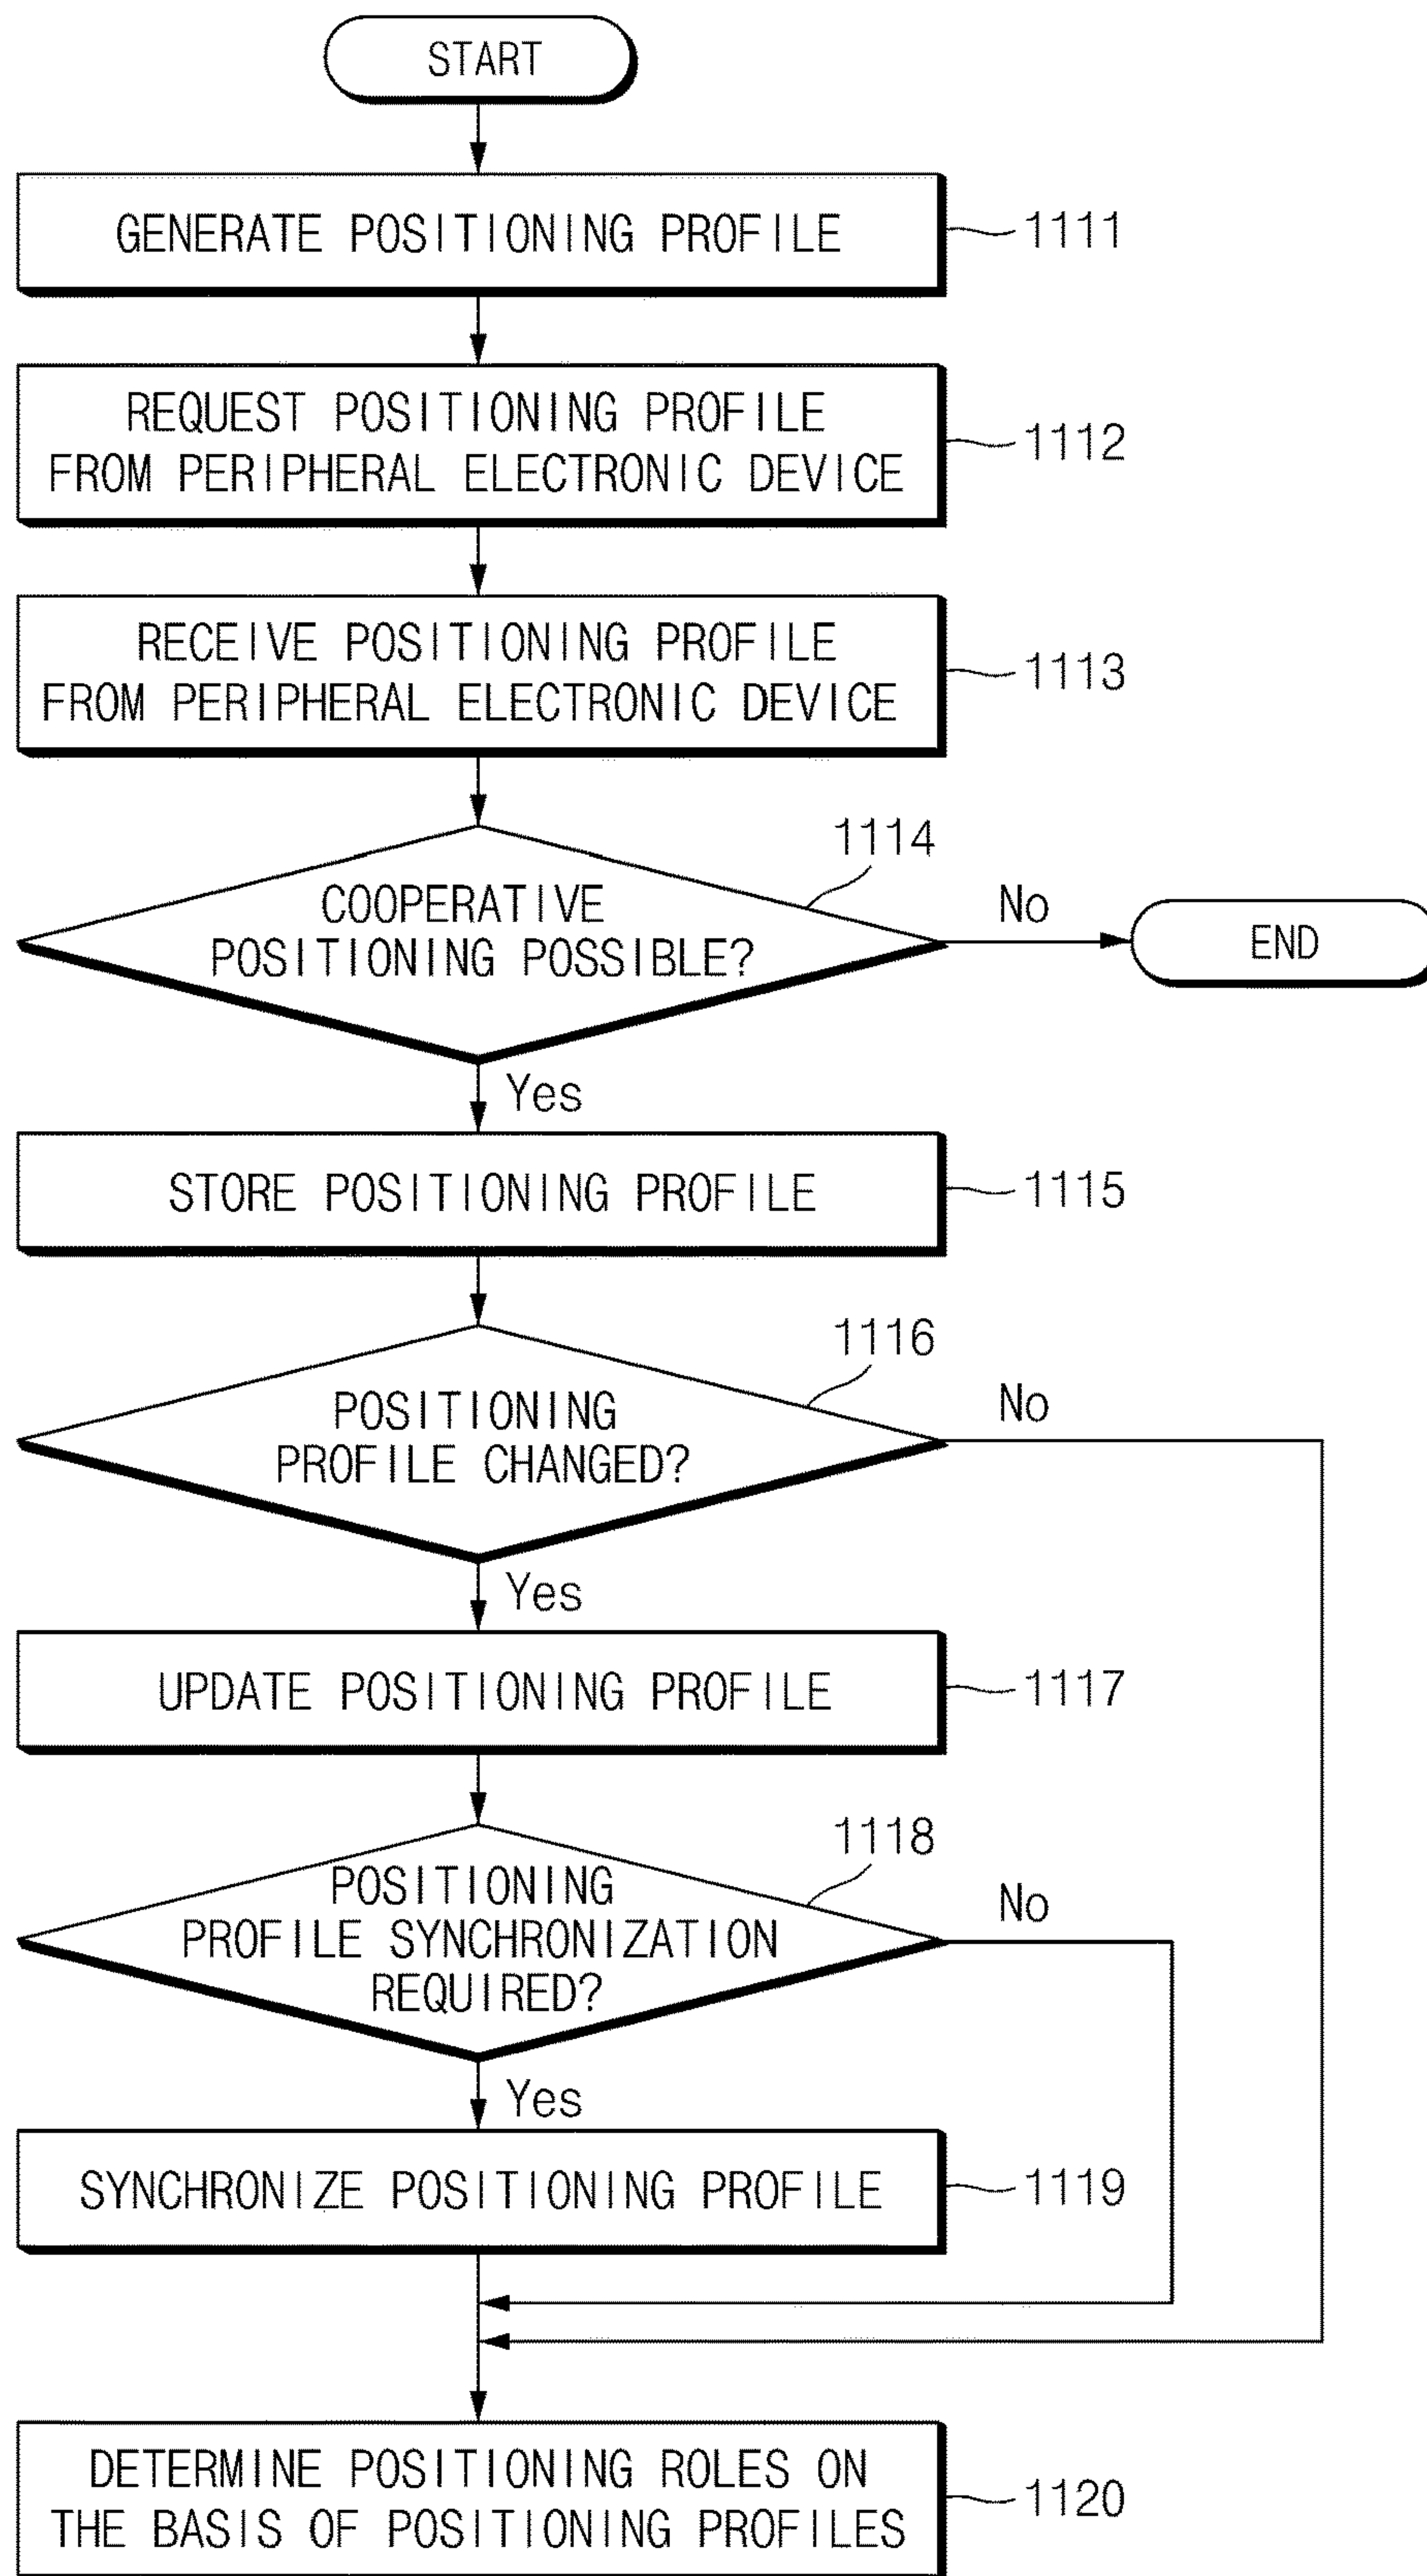 START
GENERATE POSITIONING PROFILE
1111
REQUEST POSITIONING PROFILE
FROM PERIPHERAL ELECTRONIC DEVICE
1112
RECEIVE POSITIONING PROFILE
FROM PERIPHERAL ELECTRONIC DEVICE
1113
1114
COOPERATIVE
POSITIONING POSSIBLE?
No
END
Yes
STORE POSITIONING PROFILE
1115
1116
POSITIONING
PROFILE CHANGED?
No
Yes
UPDATE POSITIONING PROFILE
1117
1118
POSITIONING
PROFILE SYNCHRONIZATION
REQUIRED?
No
Yes
SYNCHRONIZE POSITIONING PROFILE
1119
DETERMINE POSITIONING ROLES ON
THE BASIS OF POSITIONING PROFILES
1120